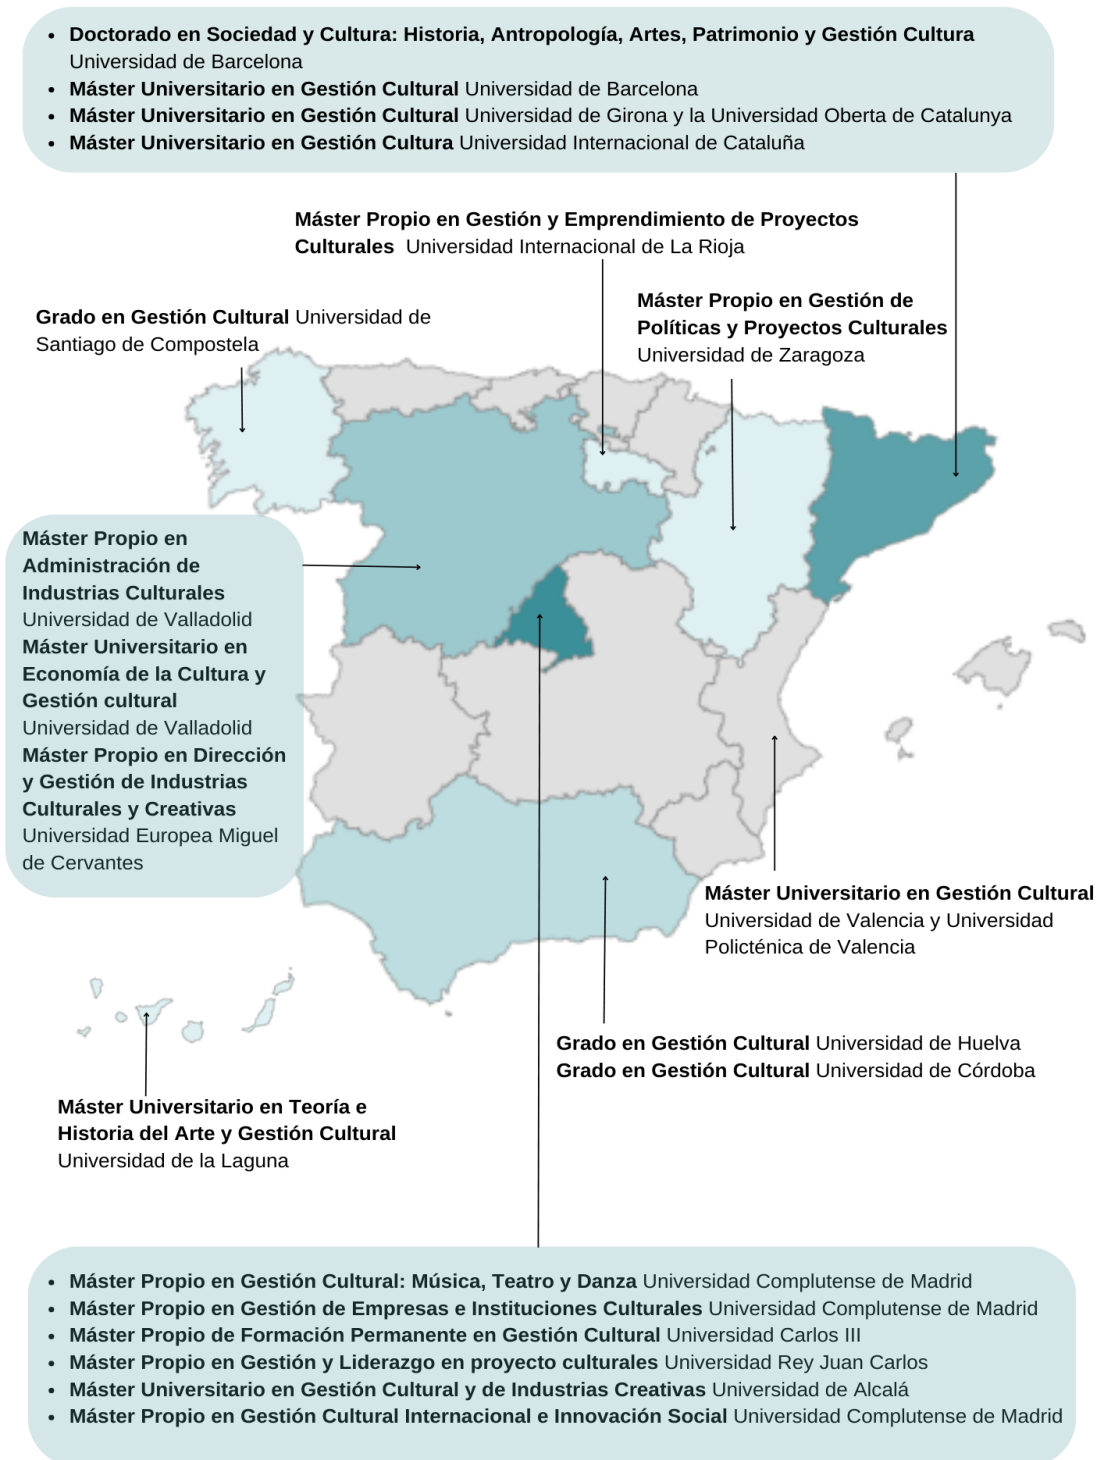 • Doctorado en Sociedad y Cultura: Historia, Antropología, Artes, Patrimonio y Gestión Cultura
Universidad de Barcelona
• Máster Universitario en Gestión Cultural Universidad de Barcelona
• Máster Universitario en Gestión Cultural Universidad de Girona y la Universidad Oberta de Catalunya
• Máster Universitario en Gestión Cultura Universidad Internacional de Cataluña
Máster Propio en Gestión y Emprendimiento de Proyectos
Culturales Universidad Internacional de La Rioja
Máster Propio en Gestión de
Políticas y Proyectos Culturales
Universidad de Zaragoza
Grado en Gestión Cultural Universidad de
Santiago de Compostela
Máster Propio en
Administración de
Industrias Culturales
Universidad de Valladolid
Máster Universitario en
Economía de la Cultura y
Gestión cultural
Universidad de Valladolid
Máster Propio en Dirección
y Gestión de Industrias
Culturales y Creativas
Universidad Europea Miguel
de Cervantes
Máster Universitario en Gestión Cultural
Universidad de Valencia y Universidad
Policténica de Valencia
Grado en Gestión Cultural Universidad de Huelva
Grado en Gestión Cultural Universidad de Córdoba
Máster Universitario en Teoría e
Historia del Arte y Gestión Cultural
Universidad de la Laguna
• Máster Propio en Gestión Cultural: Música, Teatro y Danza Universidad Complutense de Madrid
• Máster Propio en Gestión de Empresas e Instituciones Culturales Universidad Complutense de Madrid
• Máster Propio de Formación Permanente en Gestión Cultural Universidad Carlos III
• Máster Propio en Gestión y Liderazgo en proyecto culturales Universidad Rey Juan Carlos
• Máster Universitario en Gestión Cultural y de Industrias Creativas Universidad de Alcalá
• Máster Propio en Gestión Cultural Internacional e Innovación Social Universidad Complutense de Madrid